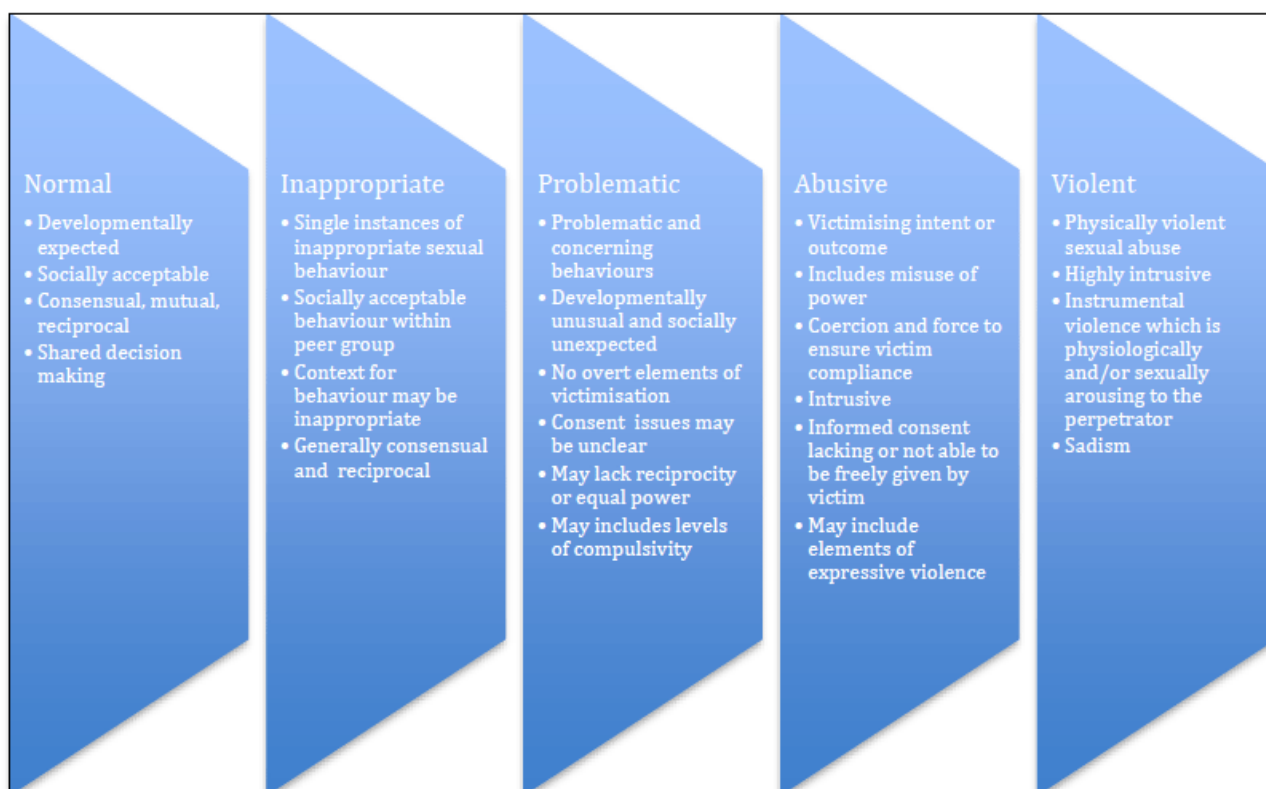 Normal
• Developmentally
expected
• Socially acceptable
• Consensual, mutual,
reciprocal
• Shared decision
making
Inappropriate
• Single instances of
inappropriate sexual
behaviour
• Socially acceptable
behaviour within
peer group
• Context for
behaviour may be
inappropriate
• Generally consensual
and reciprocal
Problematic
• Problematic and
concerning
behaviours
• Developmentally
unusual and socially
unexpected
• No overt elements of
victimisation
• Consent issues may
be unclear
• May lack reciprocity
or equal power
• May includes levels
of compulsivity
Abusive
• Victimising intent or
outcome
• Includes misuse of
power
• Coercion and force to
ensure victim
compliance
• Intrusive
• Informed consent
lacking or not able to
be freely given by
victim
• May include
elements of
expressive violence
Violent
• Physically violent
sexual abuse
• Highly intrusive
• Instrumental
violence which is
physiologically
and/or sexually
arousing to the
perpetrator
• Sadism